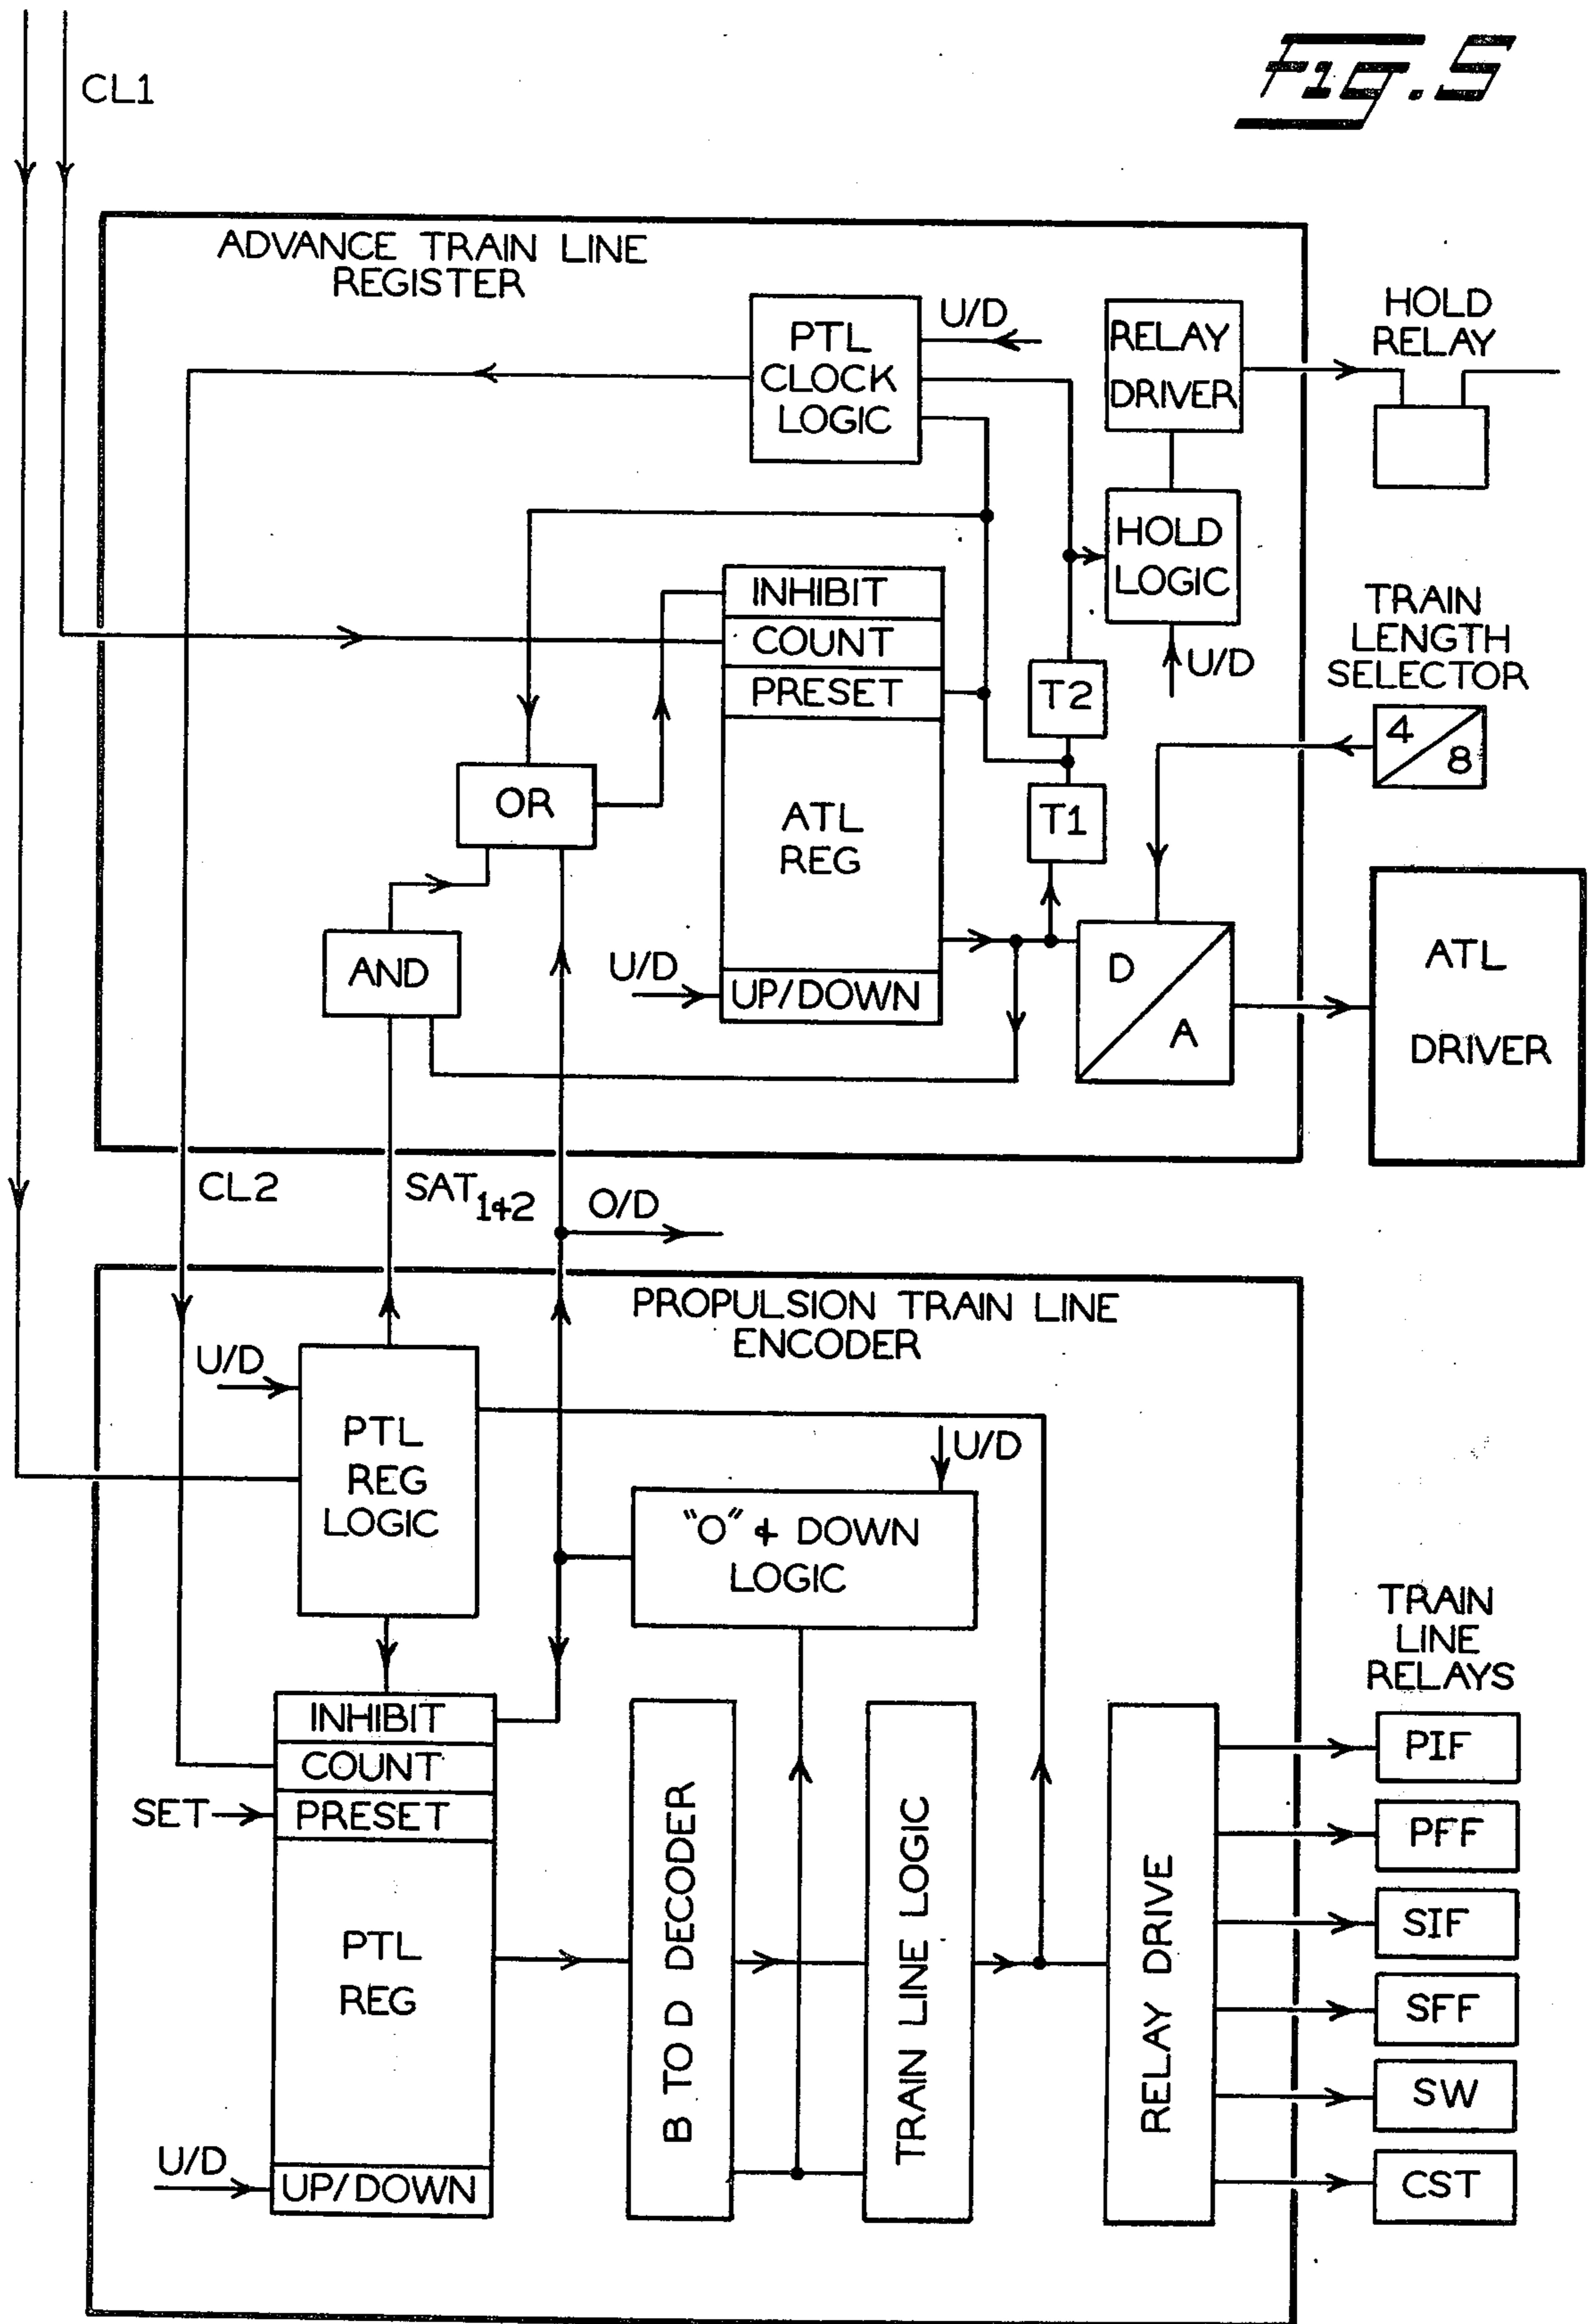 CL1
Fig. 5
ADVANCE TRAIN LINE
REGISTER
PTL
CLOCK
LOGIC
U/D
RELAY
DRIVER
HOLD
RELAY
HOLD
LOGIC
U/D
INHIBIT
COUNT
PRESET
ATL
REG
UP/DOWN
U/D
T2
T1
TRAIN
LENGTH
SELECTOR
4/8
OR
AND
D
A
ATL
DRIVER
CL2
SAT1&2
O/D
PROPULSION TRAIN LINE
ENCODER
U/D
PTL
REG
LOGIC
U/D
"O" & DOWN
LOGIC
INHIBIT
COUNT
SET
PRESET
PTL
REG
U/D
UP/DOWN
B TO D DECODER
TRAIN LINE LOGIC
RELAY DRIVE
TRAIN
LINE
RELAYS
PIF
PFF
SIF
SFF
SW
CST